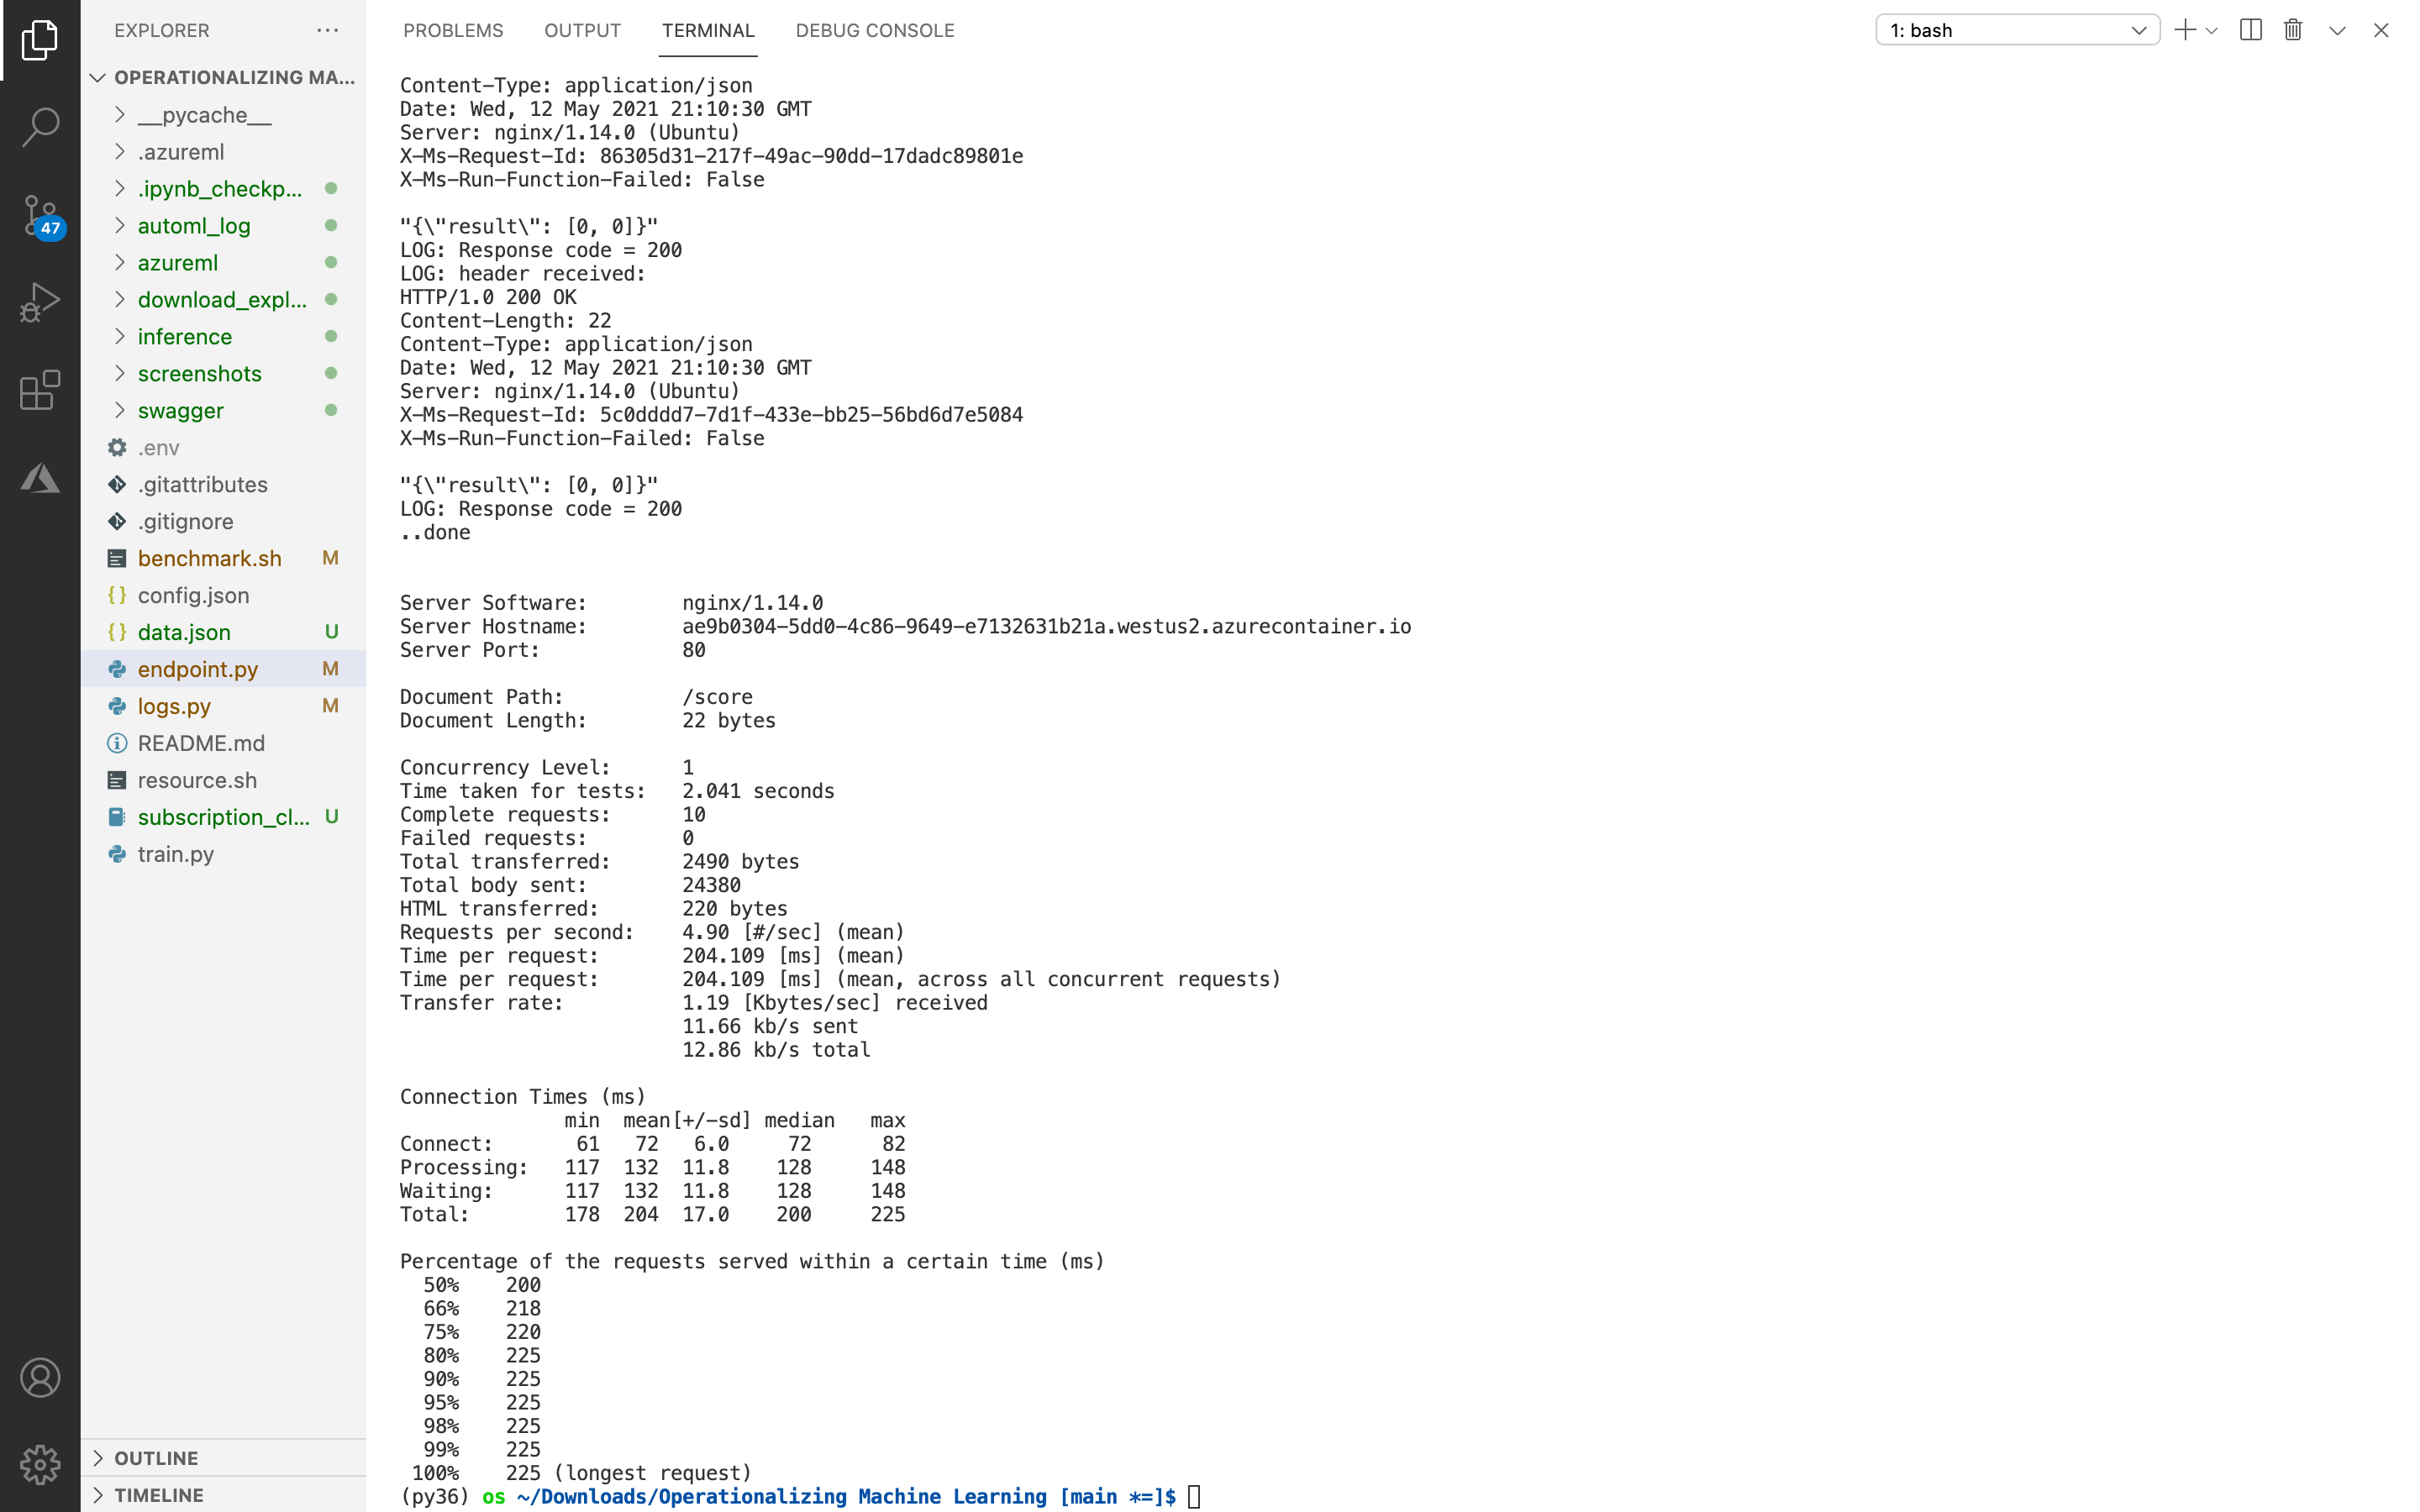 EXPLORER
OPERATIONALIZING MA...
__pycache__
.azureml
.ipynb_checkp...
automl_log
azureml
download_expl...
inference
screenshots
swagger
.env
.gitattributes
.gitignore
benchmark.sh M
config.json
data.json U
endpoint.py M
logs.py M
README.md
resource.sh
subscription_cl... U
train.py
OUTLINE
TIMELINE
47
PROBLEMS OUTPUT TERMINAL DEBUG CONSOLE
1: bash
Content-Type: application/json
Date: Wed, 12 May 2021 21:10:30 GMT
Server: nginx/1.14.0 (Ubuntu)
X-Ms-Request-Id: 86305d31-217f-49ac-90dd-17dadc89801e
X-Ms-Run-Function-Failed: False
"{\"result\": [0, 0]}"
LOG: Response code = 200
LOG: header received:
HTTP/1.0 200 OK
Content-Length: 22
Content-Type: application/json
Date: Wed, 12 May 2021 21:10:30 GMT
Server: nginx/1.14.0 (Ubuntu)
X-Ms-Request-Id: 5c0dddd7-7d1f-433e-bb25-56bd6d7e5084
X-Ms-Run-Function-Failed: False
"{\"result\": [0, 0]}"
LOG: Response code = 200
..done
Server Software: nginx/1.14.0
Server Hostname: ae9b0304-5dd0-4c86-9649-e7132631b21a.westus2.azurecontainer.io
Server Port: 80
Document Path: /score
Document Length: 22 bytes
Concurrency Level: 1
Time taken for tests: 2.041 seconds
Complete requests: 10
Failed requests: 0
Total transferred: 2490 bytes
Total body sent: 24380
HTML transferred: 220 bytes
Requests per second: 4.90 [#/sec] (mean)
Time per request: 204.109 [ms] (mean)
Time per request: 204.109 [ms] (mean, across all concurrent requests)
Transfer rate: 1.19 [Kbytes/sec] received
11.66 kb/s sent
12.86 kb/s total
Connection Times (ms)
min mean[+/-sd] median max
Connect: 61 72 6.0 72 82
Processing: 117 132 11.8 128 148
Waiting: 117 132 11.8 128 148
Total: 178 204 17.0 200 225
Percentage of the requests served within a certain time (ms)
50% 200
66% 218
75% 220
80% 225
90% 225
95% 225
98% 225
99% 225
100% 225 (longest request)
(py36) os ~/Downloads/Operationalizing Machine Learning [main *=]$